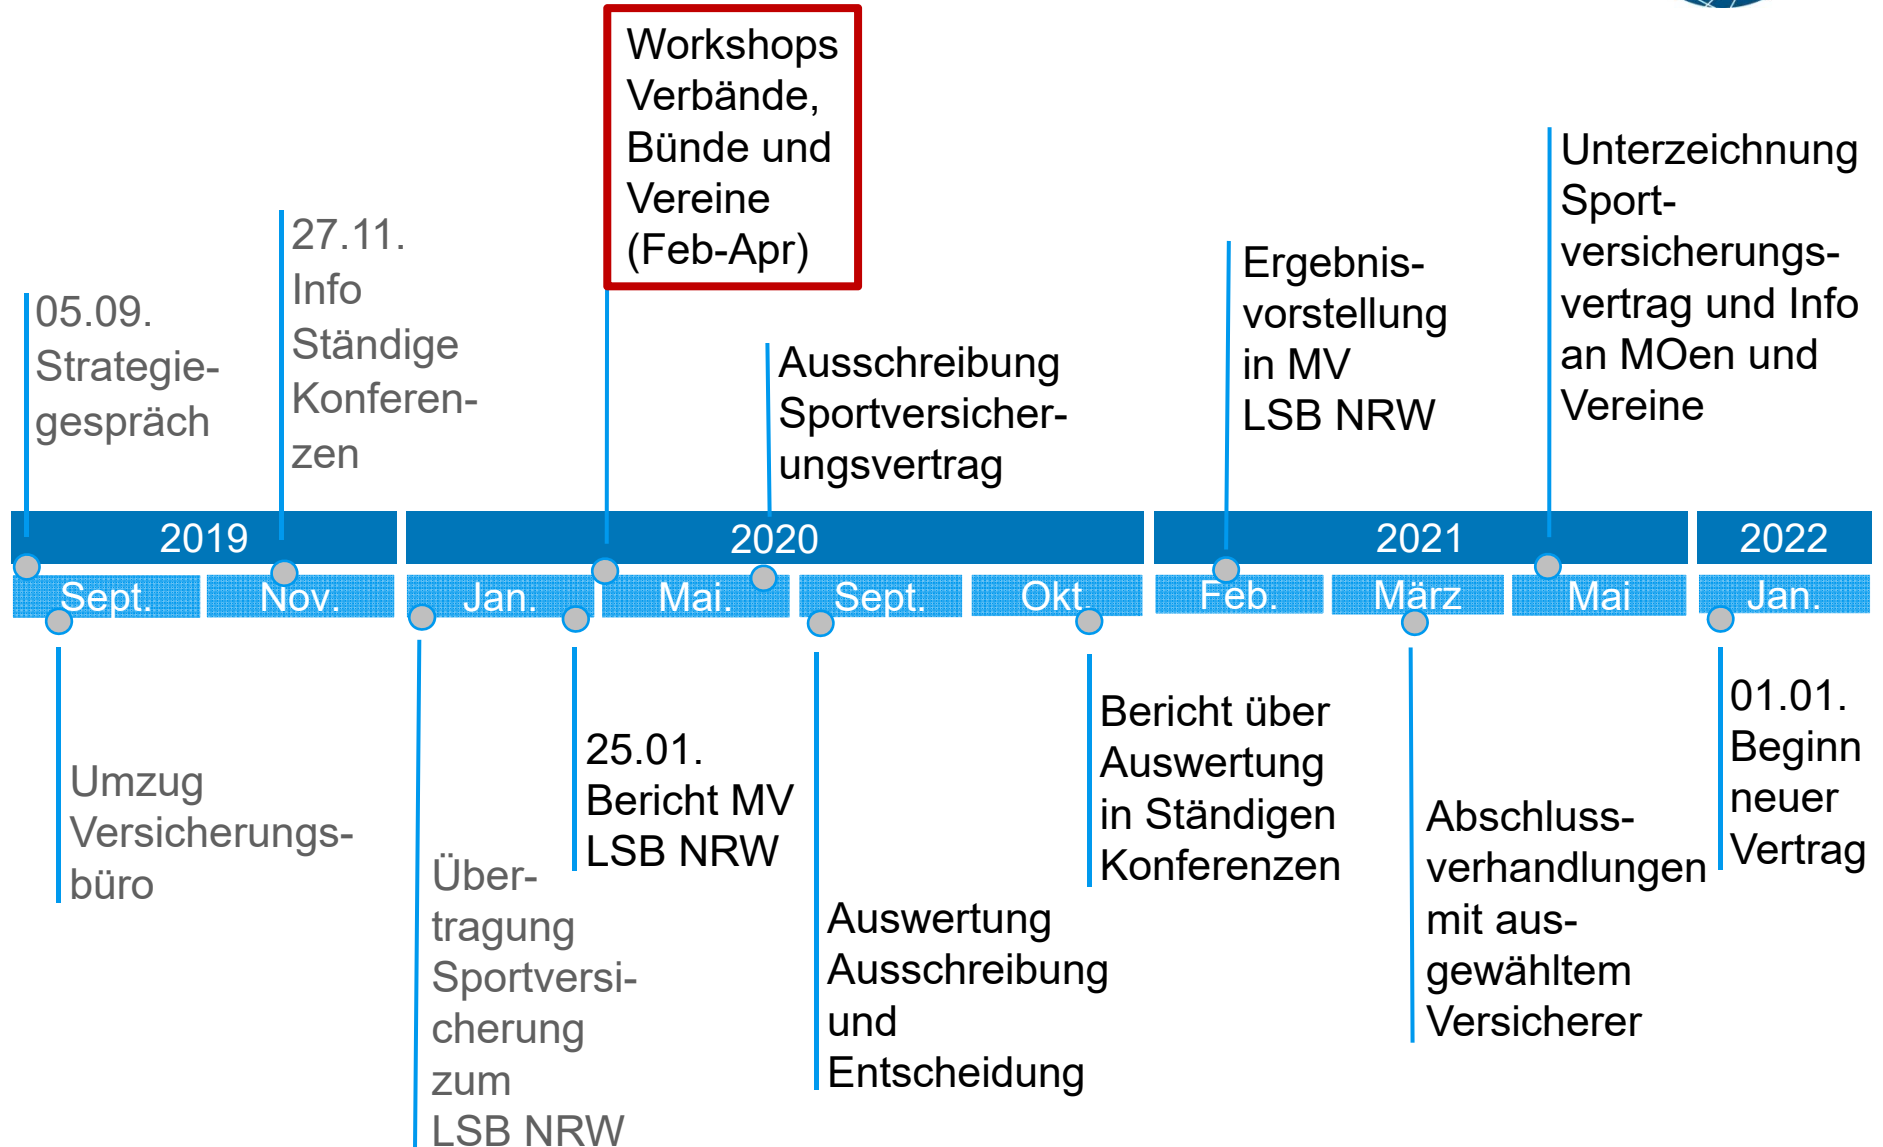 Workshops
Verbände,
Bünde und
Vereine
(Feb-Apr)
05.09.
Strategie-
gespräch
27.11.
Info
Ständige
Konferen-
zen
Ausschreibung
Sportversicher-
ungsvertrag
Ergebnis-
vorstellung
in MV
LSB NRW
Unterzeichnung
Sport-
versicherungs-
vertrag und Info
an MOen und
Vereine
2019
2020
2021
2022
Sept.
Nov.
Jan.
Mai.
Sept.
Okt.
Feb.
März
Mai
Jan.
Umzug
Versicherungs-
büro
Über-
tragung
Sportversi-
cherung
zum
LSB NRW
25.01.
Bericht MV
LSB NRW
Auswertung
Ausschreibung
und
Entscheidung
Bericht über
Auswertung
in Ständigen
Konferenzen
Abschluss-
verhandlungen
mit aus-
gewähltem
Versicherer
01.01.
Beginn
neuer
Vertrag